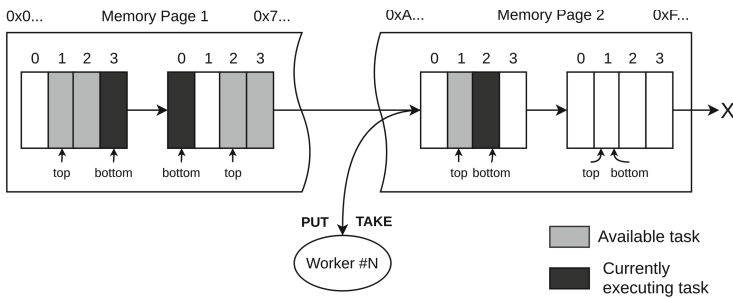 0x0... Memory Page 1 0x7... 0xA... Memory Page 2 0xF...
0 1 2 3 0 1 2 3 0 1 2 3 0 1 2 3
X
top bottom bottom top top bottom top bottom
PUT TAKE
Worker #N
Available task
Currently
executing task